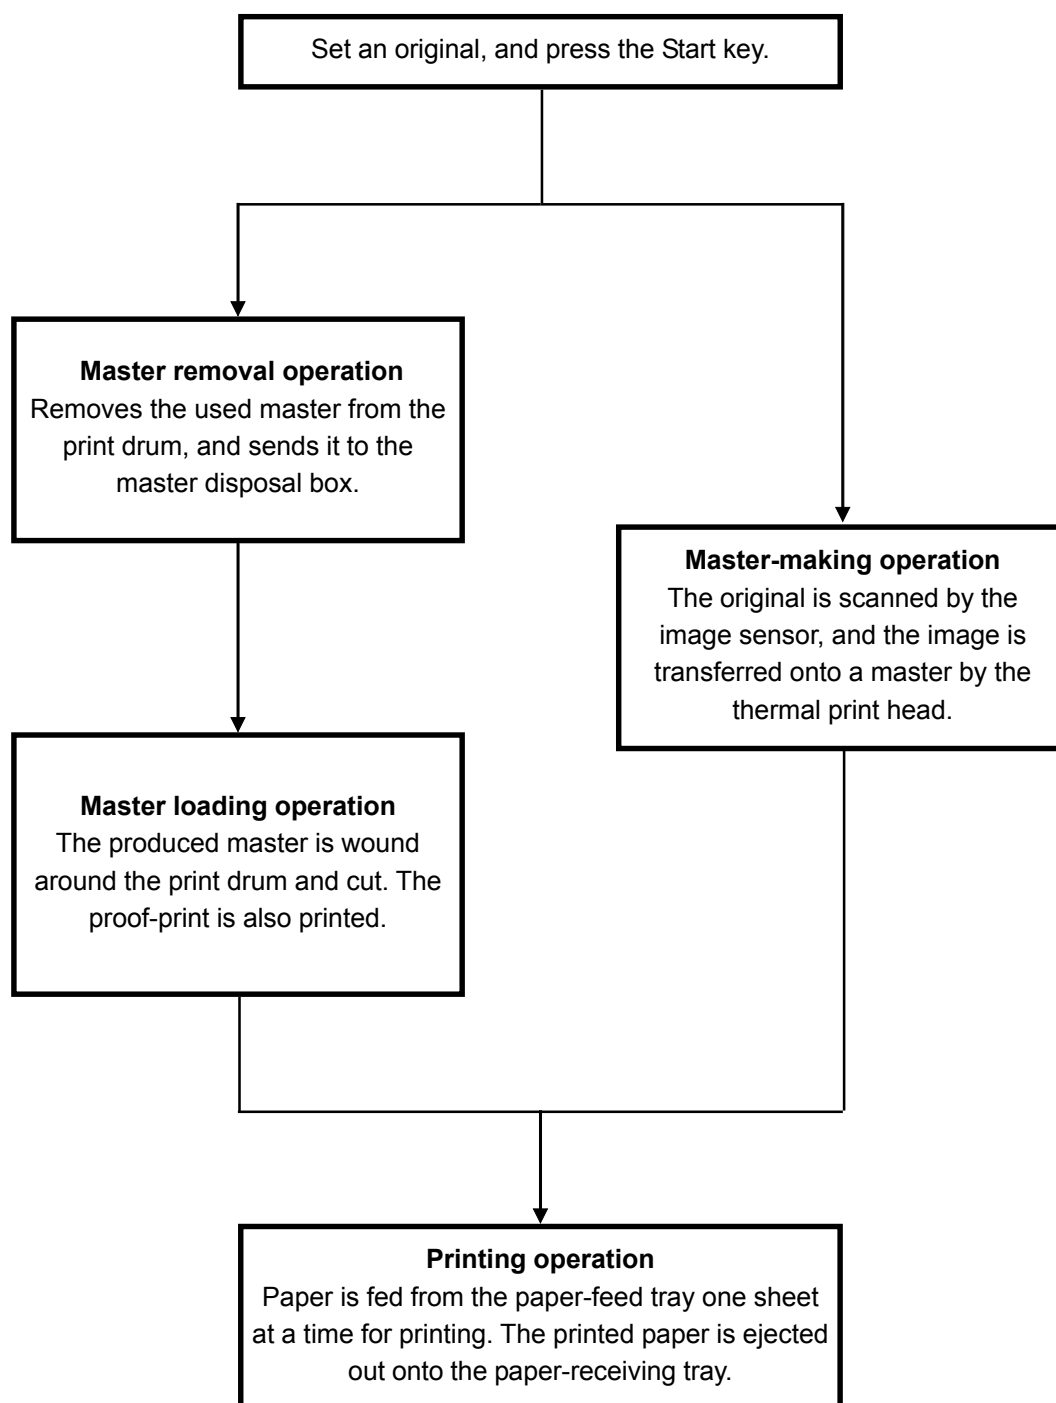 Set an original, and press the Start key.
Master removal operation
Removes the used master from the
print drum, and sends it to the
master disposal box.
Master-making operation
The original is scanned by the
image sensor, and the image is
transferred onto a master by the
thermal print head.
Master loading operation
The produced master is wound
around the print drum and cut. The
proof-print is also printed.
Printing operation
Paper is fed from the paper-feed tray one sheet
at a time for printing. The printed paper is ejected
out onto the paper-receiving tray.